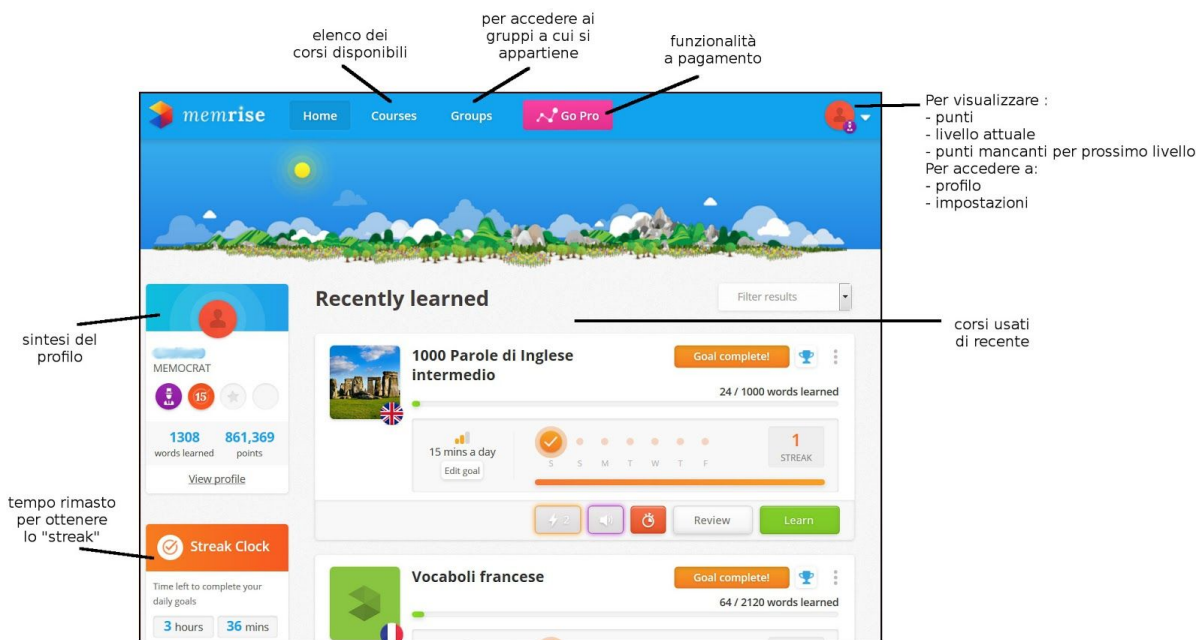 elenco dei
corsi disponibili
per accedere ai
gruppi a cui si
appartiene
funzionalità
a pagamento
memrise
Home
Courses
Groups
Go Pro
Per visualizzare :
- punti
- livello attuale
- punti mancanti per prossimo livello
Per accedere a:
- profilo
- impostazioni
sintesi del
profilo
MEMOCRAT
15
1308
words learned
861,369
points
View profile
tempo rimasto
per ottenere
lo "streak"
Streak Clock
Time left to complete your
daily goals
3 hours
36 mins
Recently learned
Filter results
corsi usati
di recente
1000 Parole di Inglese
intermedio
Goal complete!
24 / 1000 words learned
15 mins a day
Edit goal
S S M T W T F
1
STREAK
2
Review
Learn
Vocaboli francese
Goal complete!
64 / 2120 words learned